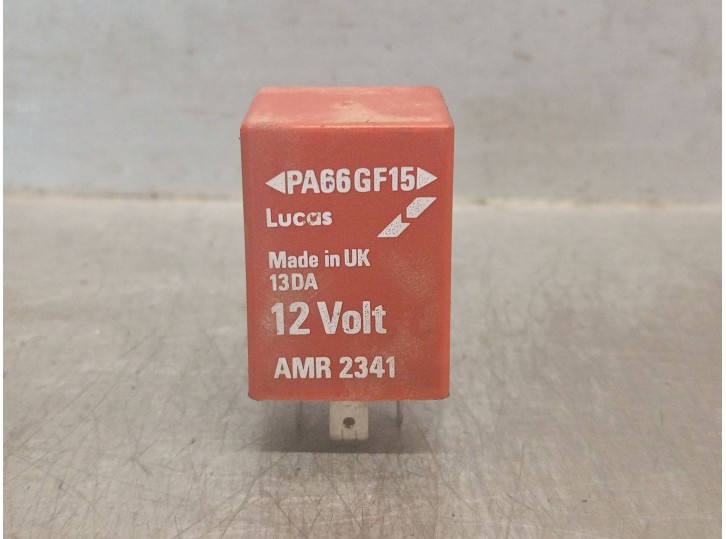 PA66GF15
Lucas
Made in UK
13DA
12 Volt
AMR 2341